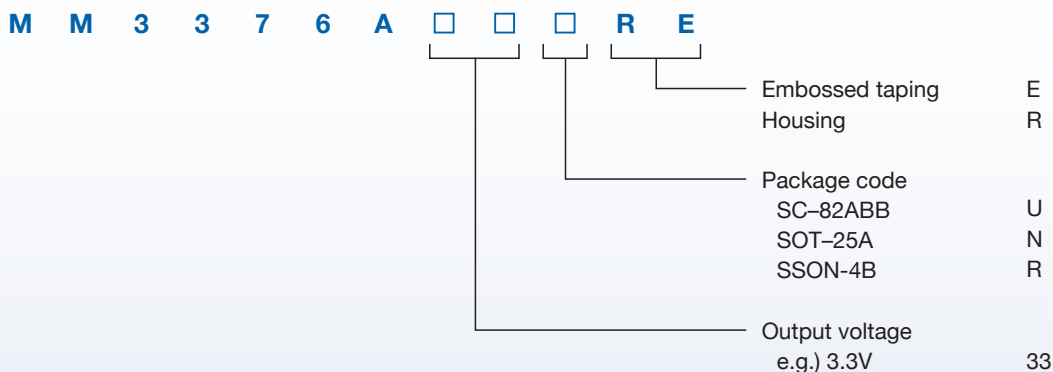 M M 3 3 7 6 A □ □ □ R E
Embossed taping E
Housing R
Package code
SC–82ABB U
SOT–25A N
SSON-4B R
Output voltage
e.g.) 3.3V 33